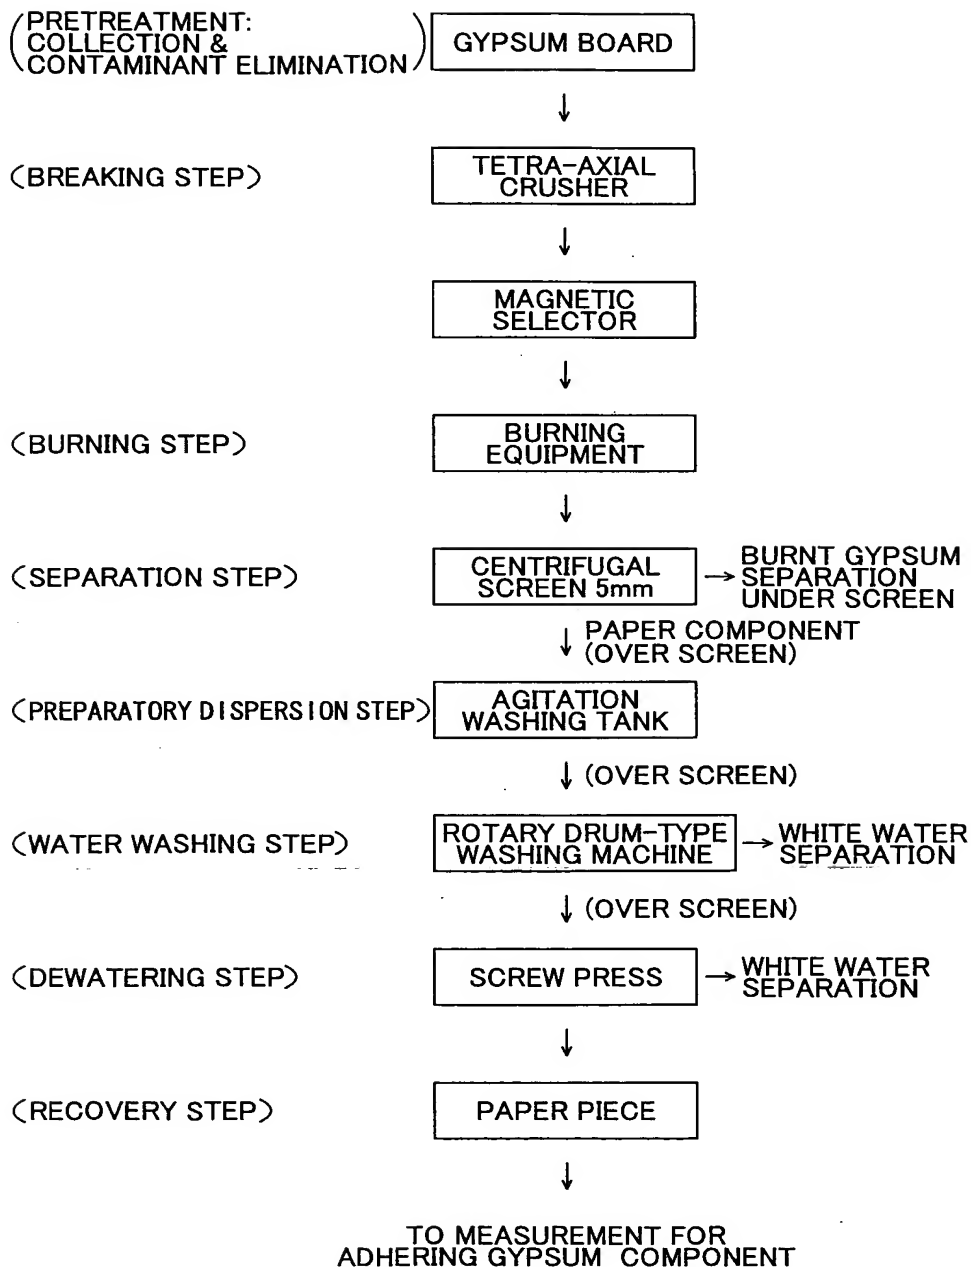 (PRETREATMENT:
COLLECTION &
CONTAMINANT ELIMINATION)
GYPSUM BOARD
(BREAKING STEP)
TETRA-AXIAL
CRUSHER
MAGNETIC
SELECTOR
(BURNING STEP)
BURNING
EQUIPMENT
(SEPARATION STEP)
CENTRIFUGAL
SCREEN 5mm
BURNT GYPSUM
SEPARATION
UNDER SCREEN
PAPER COMPONENT
(OVER SCREEN)
(PREPARATORY DISPERSION STEP)
AGITATION
WASHING TANK
(OVER SCREEN)
(WATER WASHING STEP)
ROTARY DRUM-TYPE
WASHING MACHINE
WHITE WATER
SEPARATION
(OVER SCREEN)
(DEWATERING STEP)
SCREW PRESS
WHITE WATER
SEPARATION
(RECOVERY STEP)
PAPER PIECE
TO MEASUREMENT FOR
ADHERING GYPSUM COMPONENT